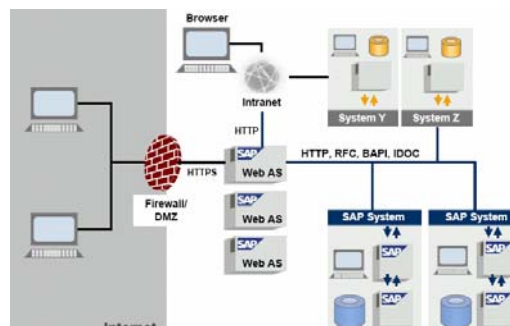 Browser
Intranet
System Y
System Z
HTTP
HTTPS
Firewall/
DMZ
SAP
Web AS
SAP
Web AS
SAP
Web AS
HTTP, RFC, BAPI, IDOC
SAP System
SAP System
SAP
SAP
SAP
SAP
Internet